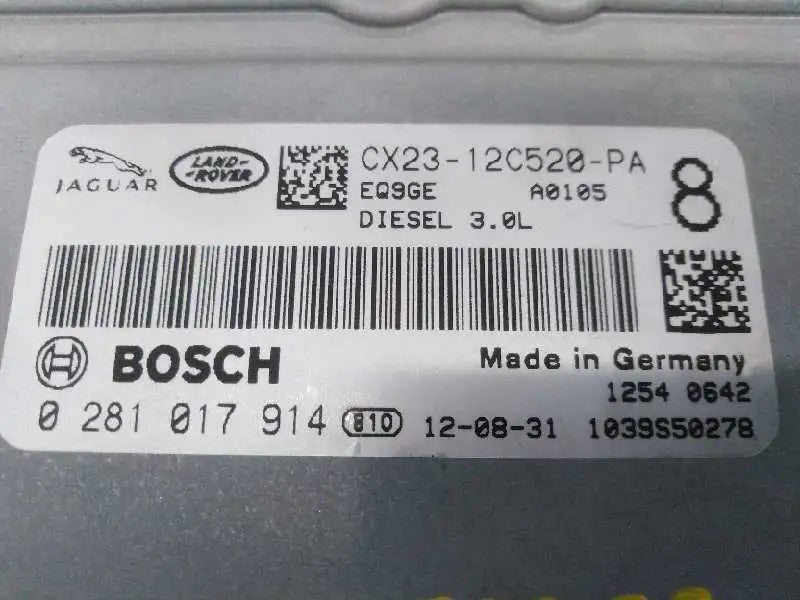 JAGUAR
LAND-
-ROVER
CX23-12C520-PA
EQ9GE A0105
DIESEL 3.0L
8
BOSCH
Made in Germany
1254 0642
0 281 017 914 810 12-08-31 1039S50278